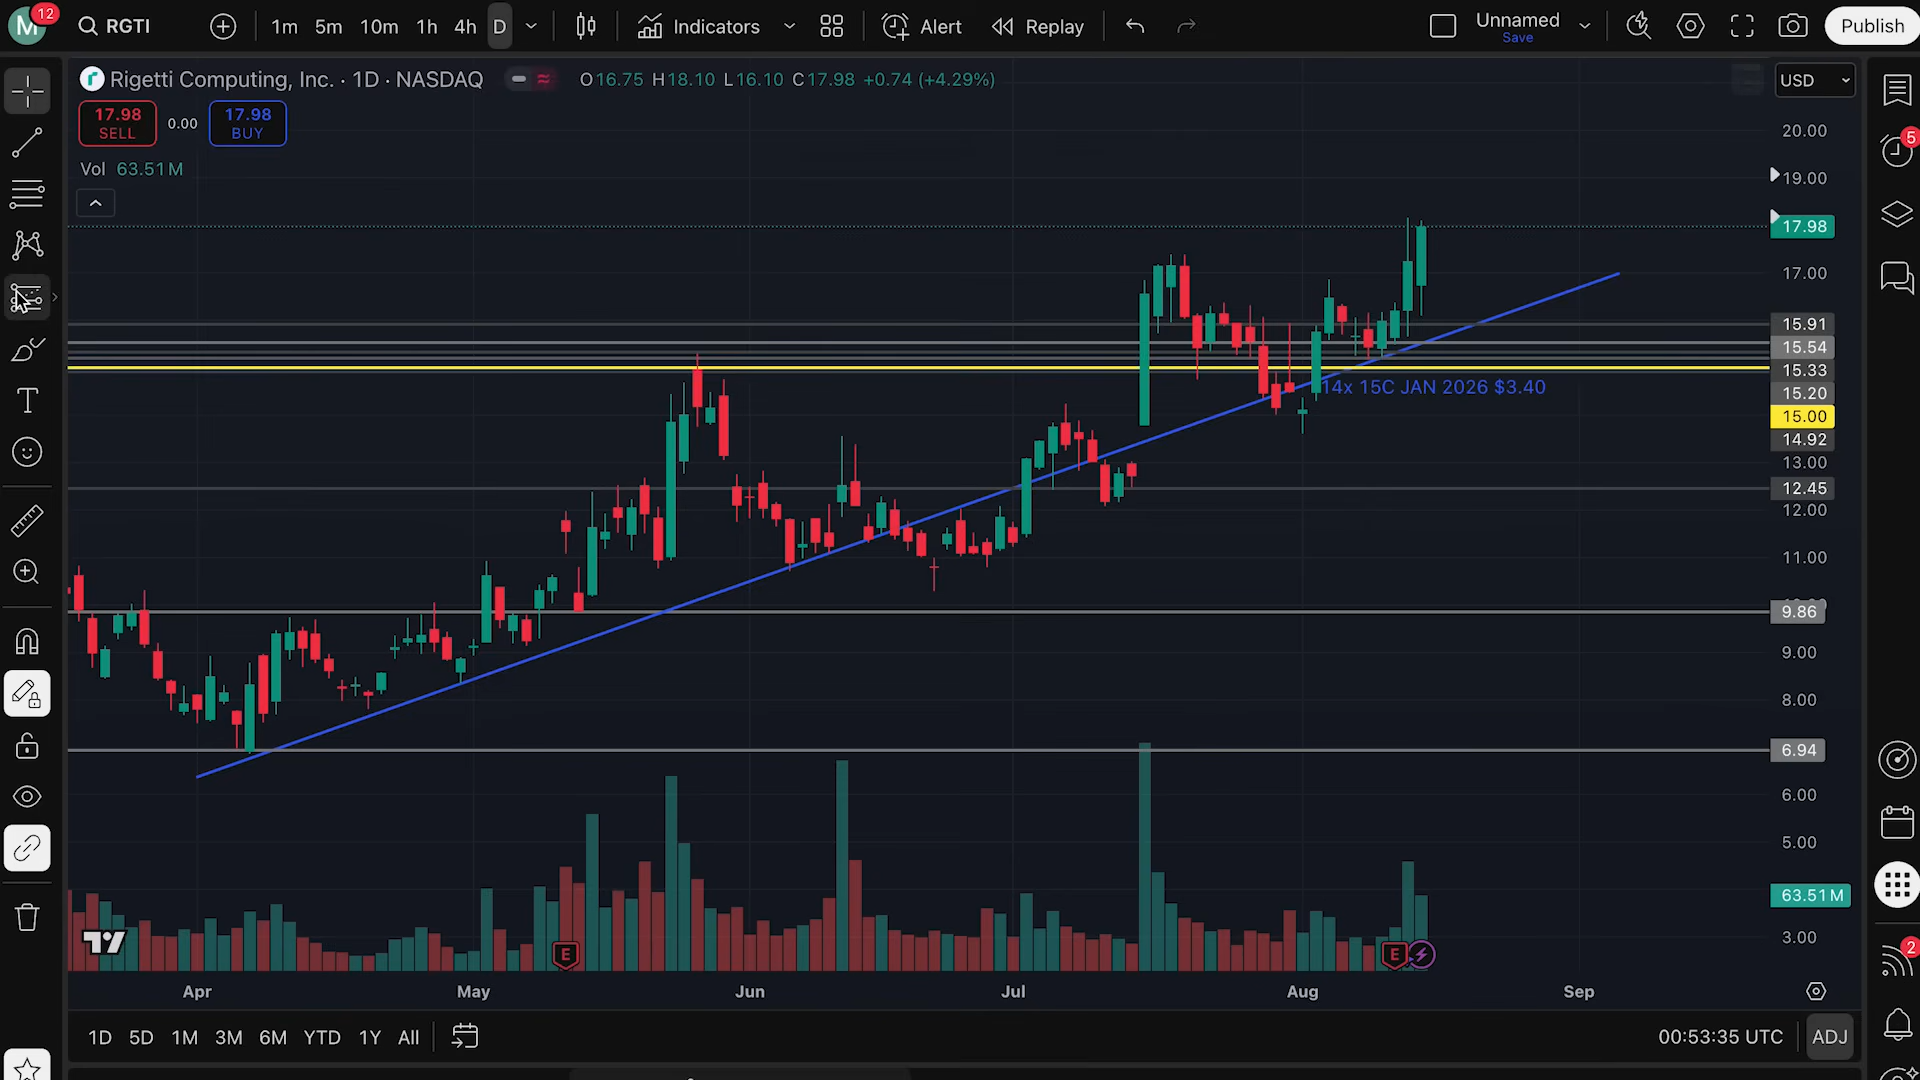 M 12 RGTI 1m 5m 10m 1h 4h D Indicators Alert Replay Unnamed Save Publish
Rigetti Computing, Inc. · 1D · NASDAQ O16.75 H18.10 L16.10 C17.98 +0.74 (+4.29%) USD
17.98 SELL 0.00 17.98 BUY
Vol 63.51M
20.00
5
19.00
17.98
17.00
15.91
15.54
15.33
14x 15C JAN 2026 $3.40
15.20
15.00
14.92
13.00
12.45
12.00
11.00
9.86
9.00
8.00
6.94
6.00
5.00
63.51M
3.00
2
E E
Apr May Jun Jul Aug Sep
1D 5D 1M 3M 6M YTD 1Y All 00:53:35 UTC ADJ